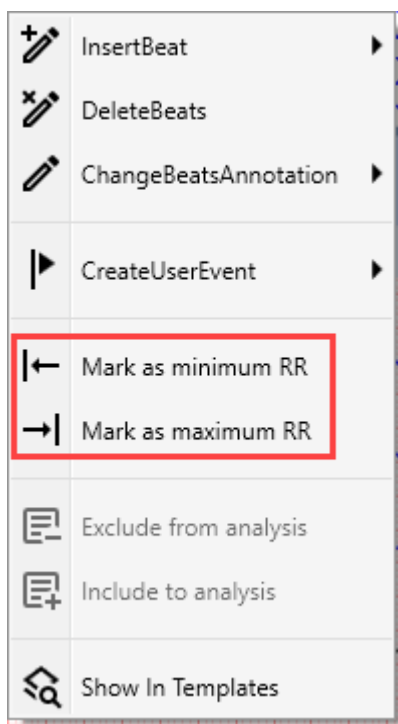 InsertBeat
DeleteBeats
ChangeBeatsAnnotation
CreateUserEvent
Mark as minimum RR
Mark as maximum RR
Exclude from analysis
Include to analysis
Show In Templates